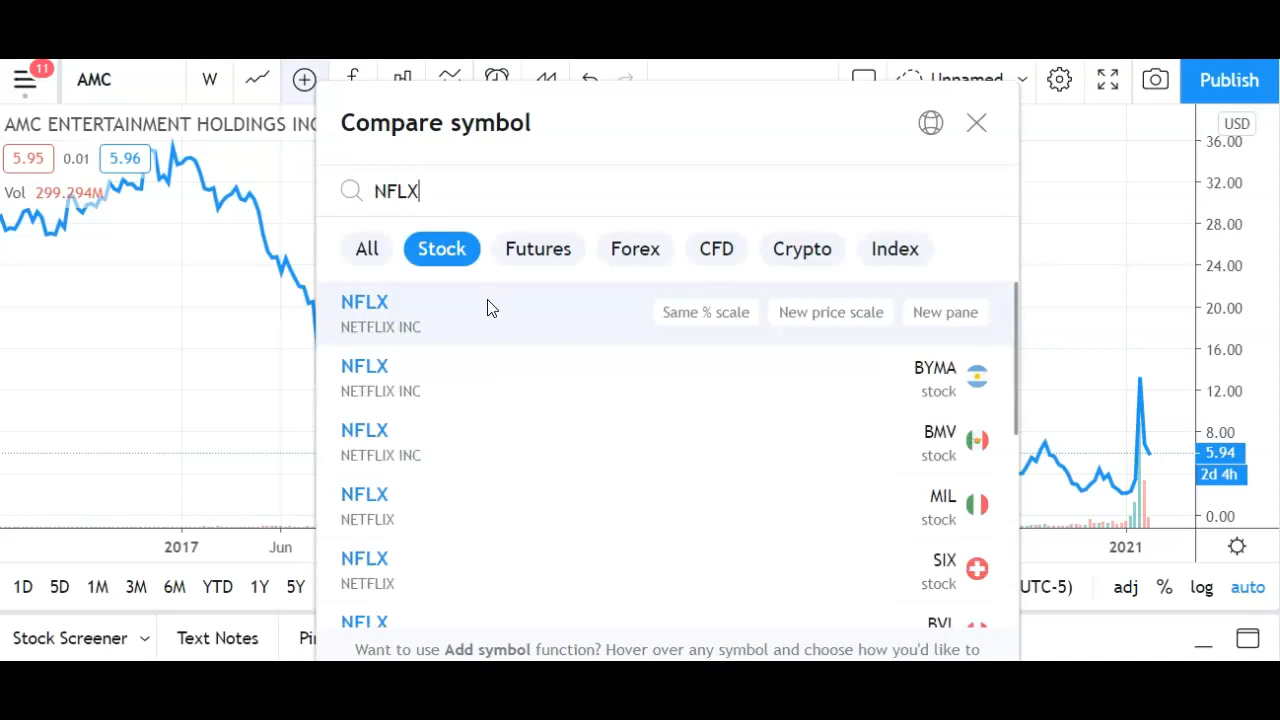 11
AMC
W
Unnamed
Publish
AMC ENTERTAINMENT HOLDINGS INC
5.95
0.01
5.96
Vol 299.294M
Compare symbol
NFLX
All
Stock
Futures
Forex
CFD
Crypto
Index
NFLX
NETFLIX INC
Same % scale
New price scale
New pane
NFLX
NETFLIX INC
BYMA
stock
NFLX
NETFLIX INC
BMV
stock
NFLX
NETFLIX
MIL
stock
NFLX
NETFLIX
SIX
stock
NFLX
BVL
Want to use Add symbol function? Hover over any symbol and choose how you'd like to
USD
36.00
32.00
28.00
24.00
20.00
16.00
12.00
8.00
5.94
2d 4h
0.00
2017
Jun
2021
1D
5D
1M
3M
6M
YTD
1Y
5Y
(UTC-5)
adj
%
log
auto
Stock Screener
Text Notes